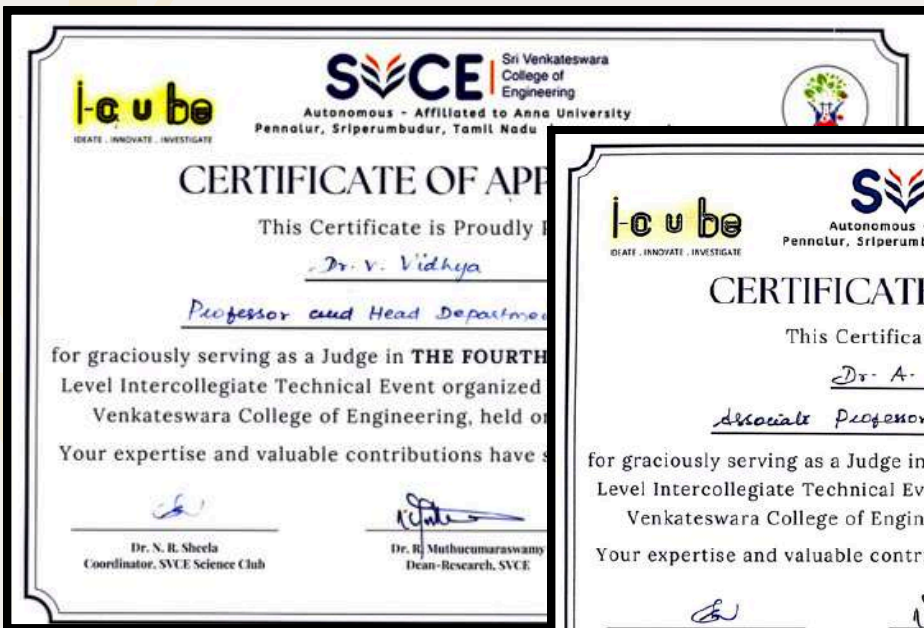 i-cube
IDEATE . INNOVATE . INVESTIGATE
SVCE
Sri Venkateswara
College of
Engineering
Autonomous - Affiliated to Anna University
Pennalur, Sriperumbudur, Tamil Nadu
CERTIFICATE OF APP
This Certificate is Proudly
Dr. V. Vidhya
Professor and Head Departme
for graciously serving as a Judge in THE FOURTH
Level Intercollegiate Technical Event organized
Venkateswara College of Engineering, held o
Your expertise and valuable contributions have s
Dr. N. R. Sheela
Coordinator, SVCE Science Club
Dr. R. Muthucumaraswamy
Dean-Research, SVCE
i-cube
IDEATE . INNOVATE . INVESTIGATE
SV
Autonomous
Pennalur, Sriperumb
CERTIFICATE
This Certifica
Dr. A.
Associate Professor
for graciously serving as a Judge in
Level Intercollegiate Technical Ev
Venkateswara College of Engin
Your expertise and valuable contr